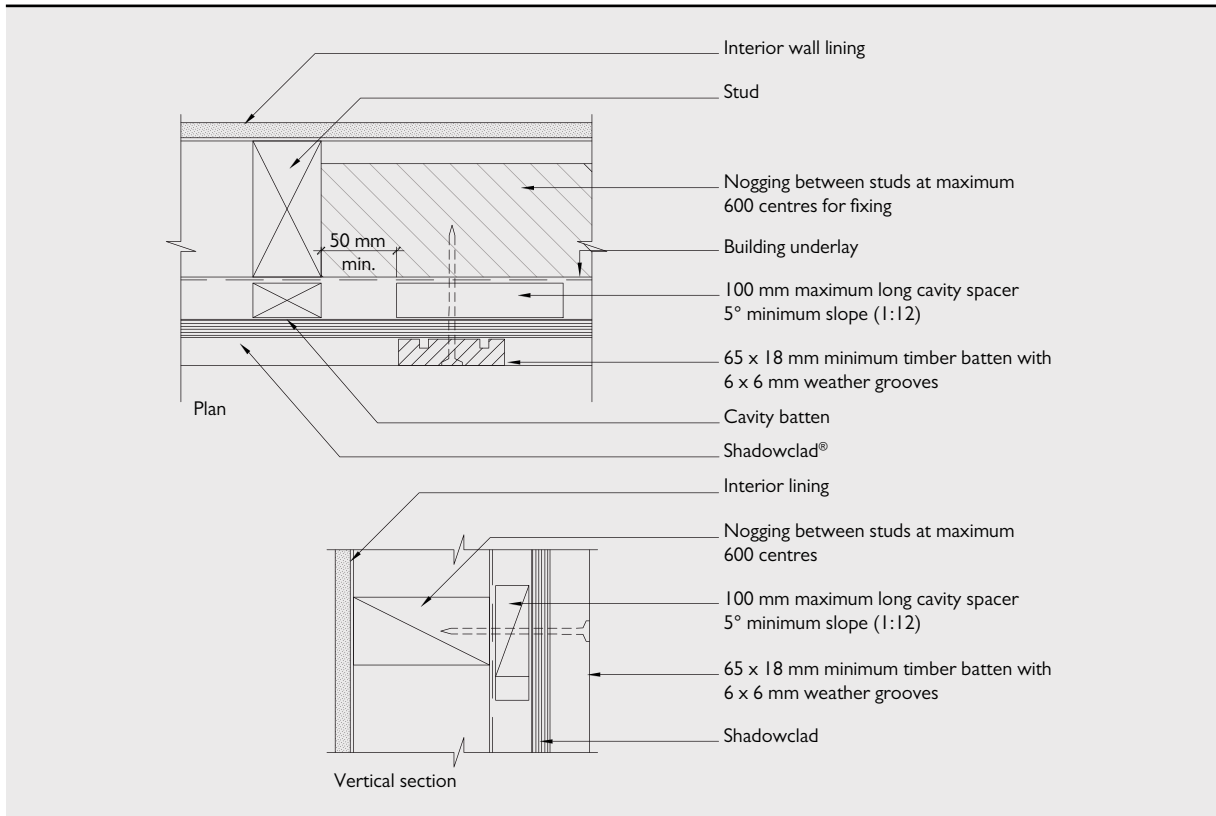 Interior wall lining
Stud
Nogging between studs at maximum
600 centres for fixing
50 mm
min.
Building underlay
100 mm maximum long cavity spacer
5° minimum slope (1:12)
65 x 18 mm minimum timber batten with
6 x 6 mm weather grooves
Plan
Cavity batten
Shadowclad®
Interior lining
Nogging between studs at maximum
600 centres
100 mm maximum long cavity spacer
5° minimum slope (1:12)
65 x 18 mm minimum timber batten with
6 x 6 mm weather grooves
Shadowclad
Vertical section